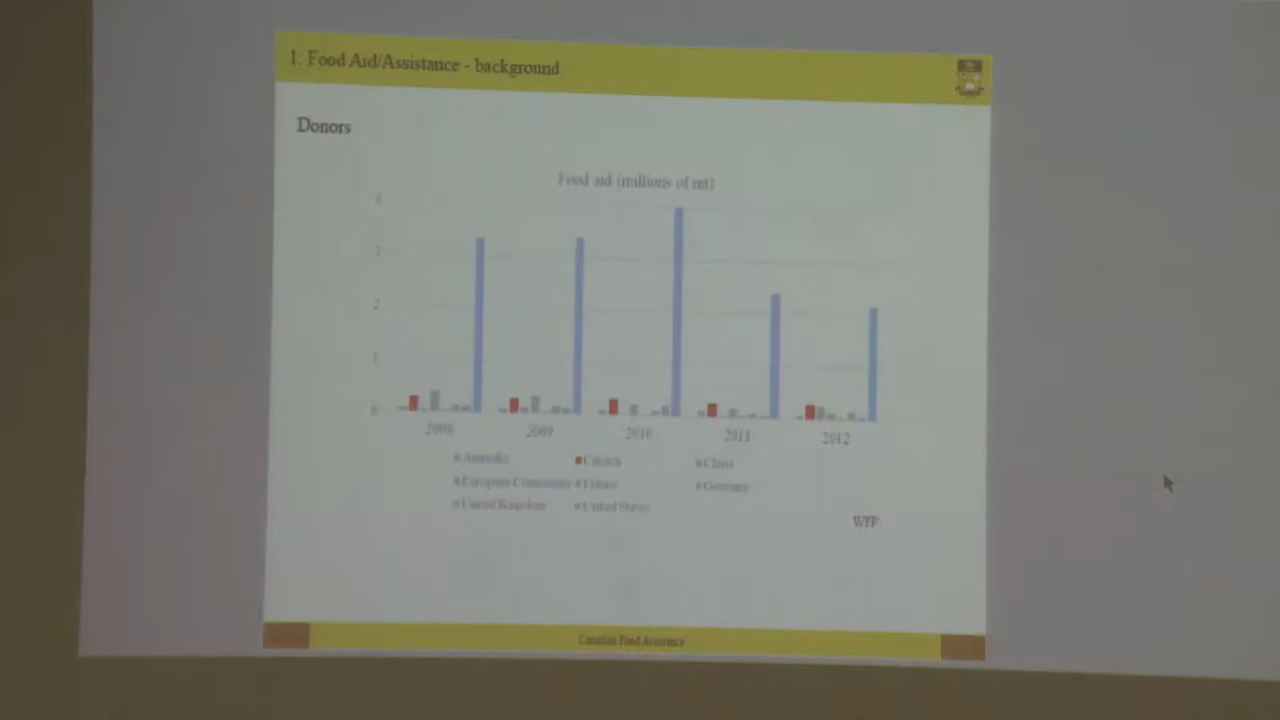 1. Food Aid/Assistance - background
Donors
Food aid (millions of mt)
4
3
2
1
0
2008 2009 2010 2011 2012
Australia Canada China
European Community France Germany
United Kingdom United States
WFP
Canadian Food Assistance